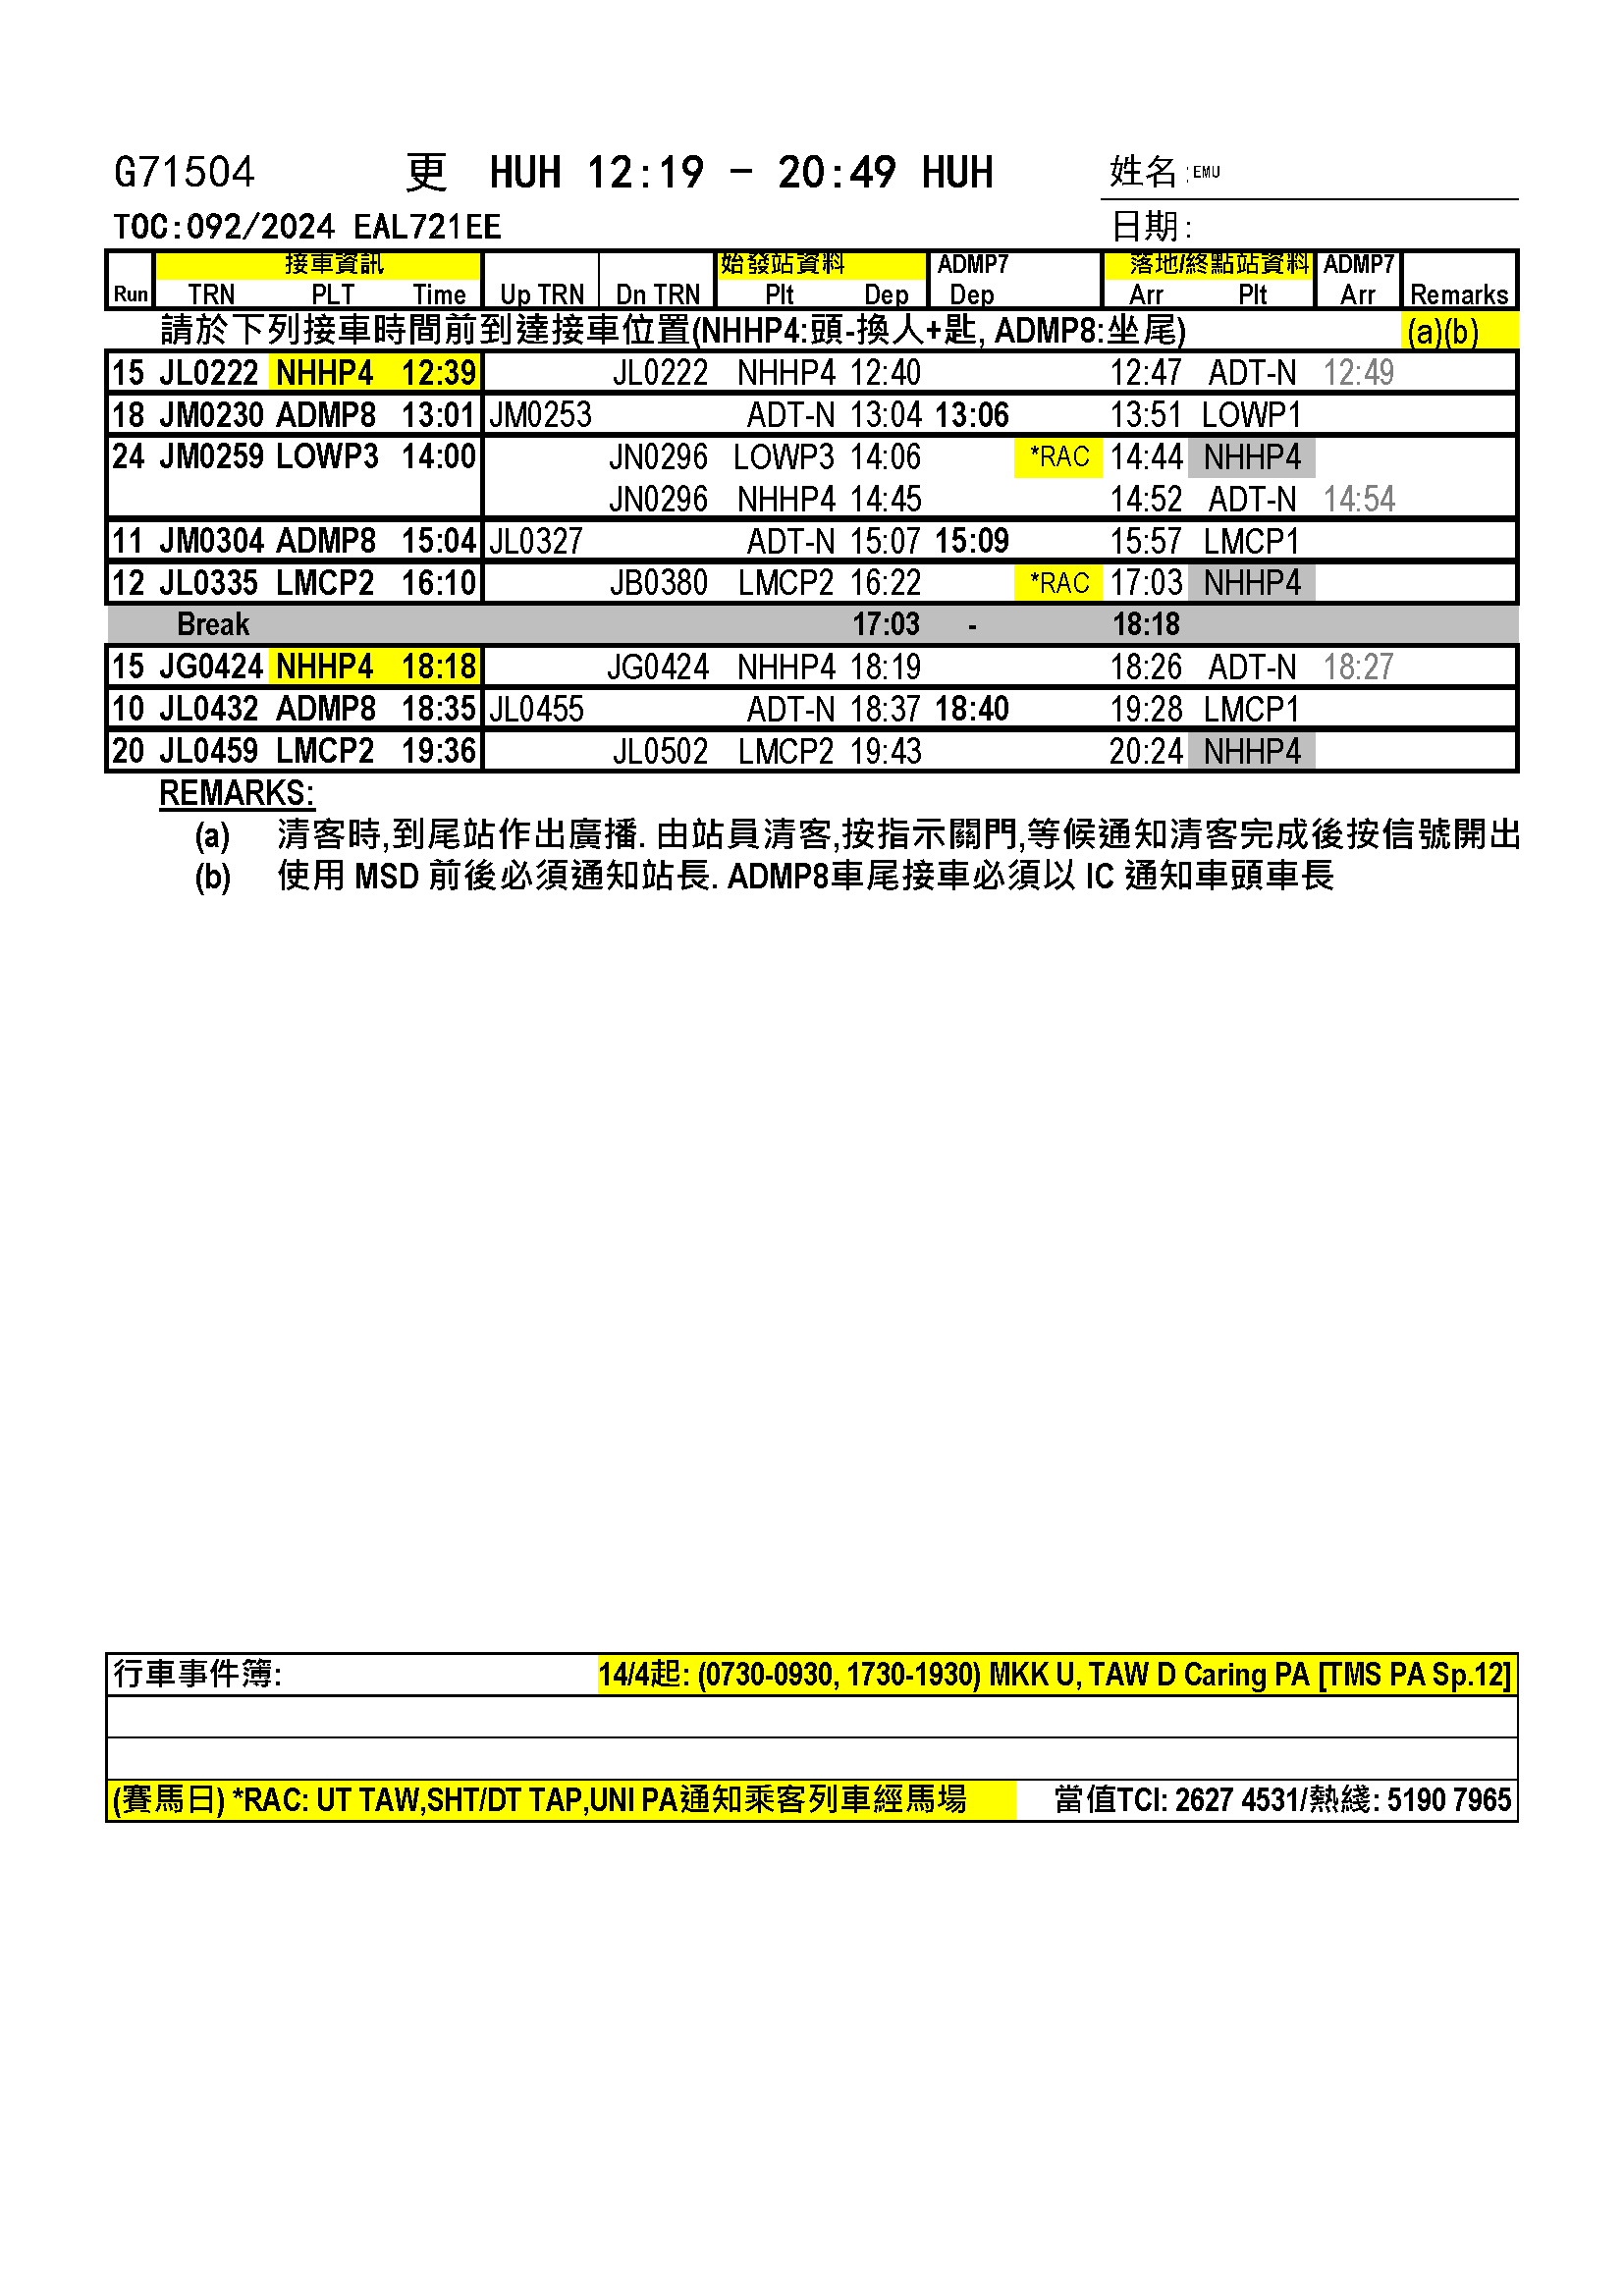 G71504 更 HUH 12:19 - 20:49 HUH 姓名:EMU
TOC:092/2024 EAL721EE 日期:
接車資訊 始發站資料 ADMP7 落地/終點站資料 ADMP7
Run TRN PLT Time Up TRN Dn TRN Plt Dep Dep Arr Plt Arr Remarks
請於下列接車時間前到達接車位置(NHHP4:頭-換人+匙, ADMP8:坐尾) (a)(b)
15 JL0222 NHHP4 12:39 JL0222 NHHP4 12:40 12:47 ADT-N 12:49
18 JM0230 ADMP8 13:01 JM0253 ADT-N 13:04 13:06 13:51 LOWP1
24 JM0259 LOWP3 14:00 JN0296 LOWP3 14:06 *RAC 14:44 NHHP4
JN0296 NHHP4 14:45 14:52 ADT-N 14:54
11 JM0304 ADMP8 15:04 JL0327 ADT-N 15:07 15:09 15:57 LMCP1
12 JL0335 LMCP2 16:10 JB0380 LMCP2 16:22 *RAC 17:03 NHHP4
Break 17:03 - 18:18
15 JG0424 NHHP4 18:18 JG0424 NHHP4 18:19 18:26 ADT-N 18:27
10 JL0432 ADMP8 18:35 JL0455 ADT-N 18:37 18:40 19:28 LMCP1
20 JL0459 LMCP2 19:36 JL0502 LMCP2 19:43 20:24 NHHP4
REMARKS:
(a) 清客時,到尾站作出廣播. 由站員清客,按指示關門,等候通知清客完成後按信號開出
(b) 使用 MSD 前後必須通知站長. ADMP8車尾接車必須以 IC 通知車頭車長
行車事件簿: 14/4起: (0730-0930, 1730-1930) MKK U, TAW D Caring PA [TMS PA Sp.12]
(賽馬日) *RAC: UT TAW,SHT/DT TAP,UNI PA通知乘客列車經馬場 當值TCI: 2627 4531/熱綫: 5190 7965